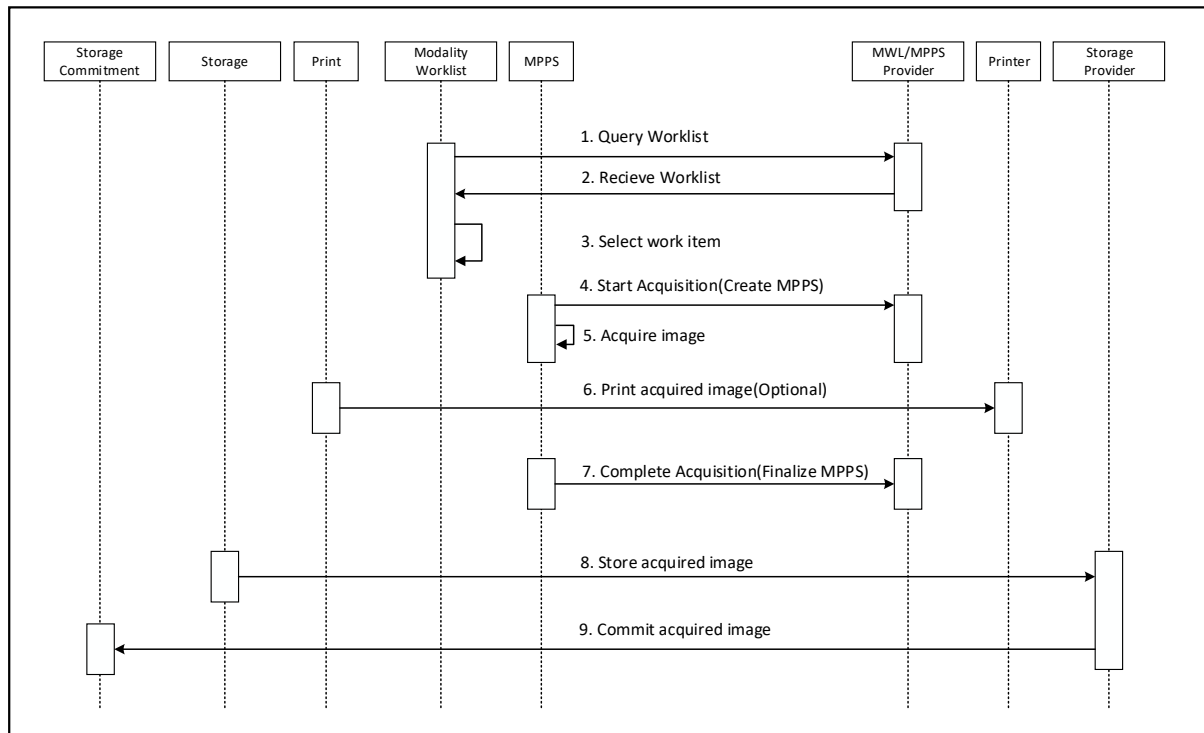 Storage
Commitment
Storage
Print
Modality
Worklist
MPPS
MWL/MPPS
Provider
Printer
Storage
Provider
1. Query Worklist
2. Recieve Worklist
3. Select work item
4. Start Acquisition(Create MPPS)
5. Acquire image
6. Print acquired image(Optional)
7. Complete Acquisition(Finalize MPPS)
8. Store acquired image
9. Commit acquired image